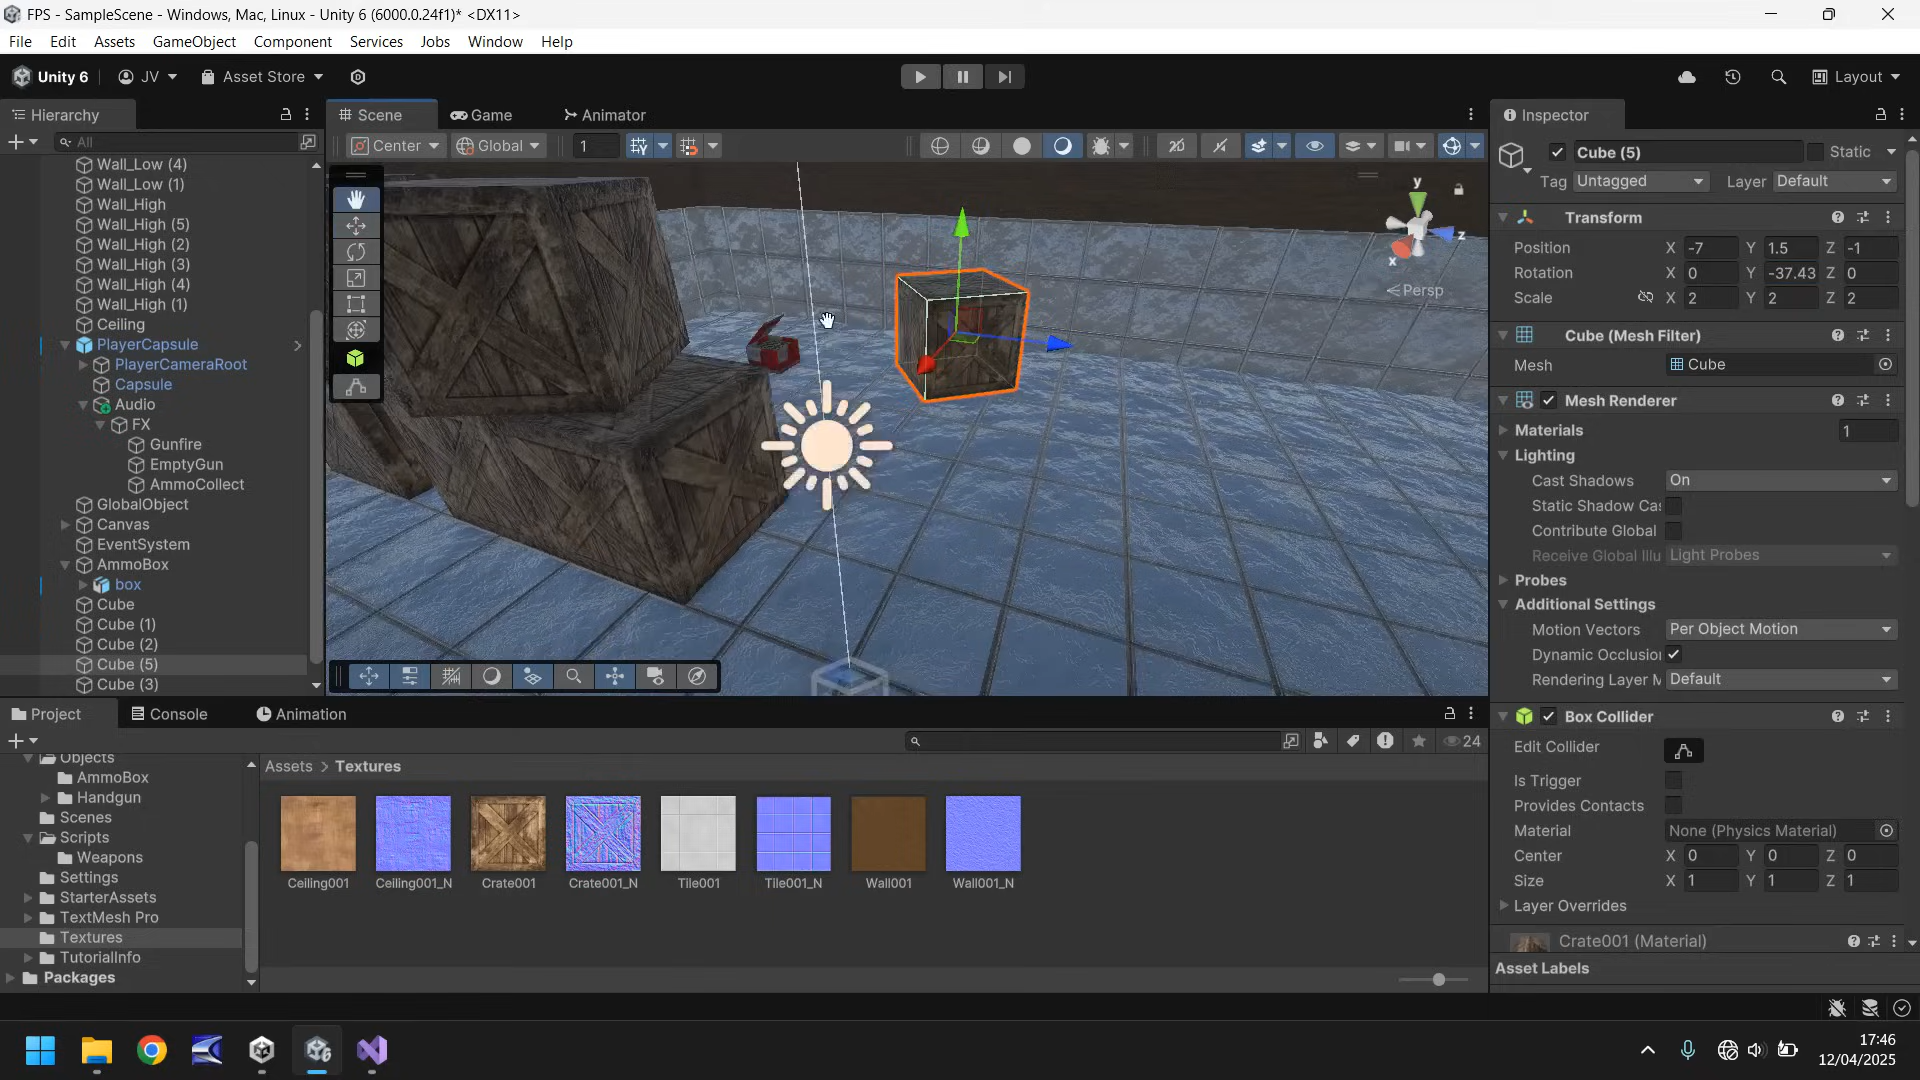 FPS - SampleScene - Windows, Mac, Linux - Unity 6 (6000.0.24f1)* <DX11>
File Edit Assets GameObject Component Services Jobs Window Help
Unity 6 JV Asset Store Layout
Hierarchy
All
Wall_Low (4)
Wall_Low (1)
Wall_High
Wall_High (5)
Wall_High (2)
Wall_High (3)
Wall_High (4)
Wall_High (1)
Ceiling
PlayerCapsule
PlayerCameraRoot
Capsule
Audio
FX
Gunfire
EmptyGun
AmmoCollect
GlobalObject
Canvas
EventSystem
AmmoBox
box
Cube
Cube (1)
Cube (2)
Cube (5)
Cube (3)
Scene Game Animator
Center Global 1 2D
y
z
x
Persp
Inspector
Cube (5) Static
Tag Untagged Layer Default
Transform
Position X -7 Y 1.5 Z -1
Rotation X 0 Y -37.43 Z 0
Scale X 2 Y 2 Z 2
Cube (Mesh Filter)
Mesh Cube
Mesh Renderer
Materials 1
Lighting
Cast Shadows On
Static Shadow Ca
Contribute Global
Receive Global Illu Light Probes
Probes
Additional Settings
Motion Vectors Per Object Motion
Dynamic Occlusio
Rendering Layer M Default
Box Collider
Edit Collider
Is Trigger
Provides Contacts
Material None (Physics Material)
Center X 0 Y 0 Z 0
Size X 1 Y 1 Z 1
Layer Overrides
Crate001 (Material)
Asset Labels
Project Console Animation
24
Objects
AmmoBox
Handgun
Scenes
Scripts
Weapons
Settings
StarterAssets
TextMesh Pro
Textures
TutorialInfo
Packages
Assets > Textures
Ceiling001 Ceiling001_N Crate001 Crate001_N Tile001 Tile001_N Wall001 Wall001_N
17:46
12/04/2025